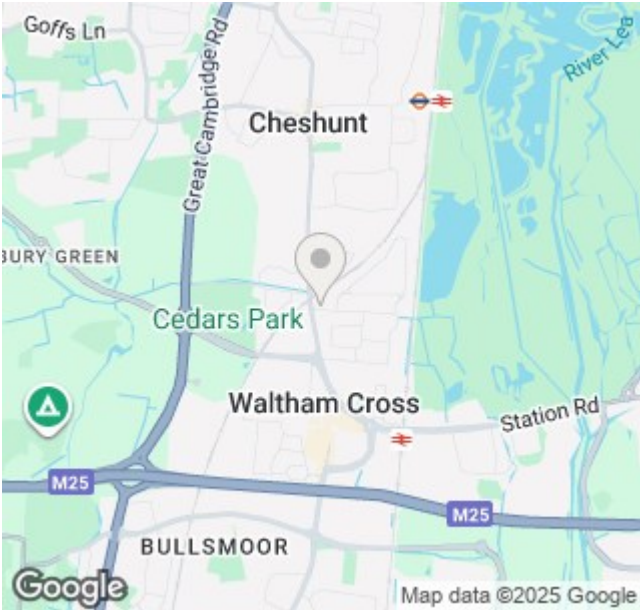 Goffs Ln
Great Cambridge Rd
River Lea
Cheshunt
BURY GREEN
Cedars Park
Waltham Cross
Station Rd
M25
M25
BULLSMOOR
Google
Map data ©2025 Google